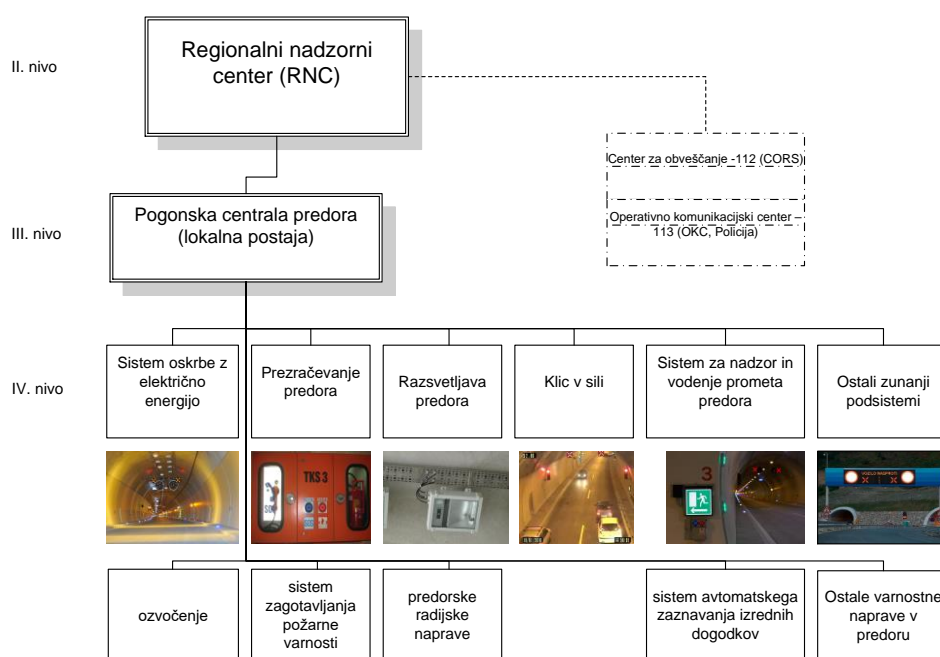 II. nivo
Regionalni nadzorni
center (RNC)
Center za obveščanje -112 (CORS)
Operativno komunikacijski center –
113 (OKC, Policija)
III. nivo
Pogonska centrala predora
(lokalna postaja)
IV. nivo
Sistem oskrbe z
električno
energijo
Prezračevanje
predora
Razsvetljava
predora
Klic v sili
Sistem za nadzor in
vodenje prometa
predora
Ostali zunanji
podsistemi
TKS 3
3
ozvočenje
sistem
zagotavljanja
požarne
varnosti
predorske
radijske
naprave
sistem avtomatskega
zaznavanja izrednih
dogodkov
Ostale varnostne
naprave v
predoru